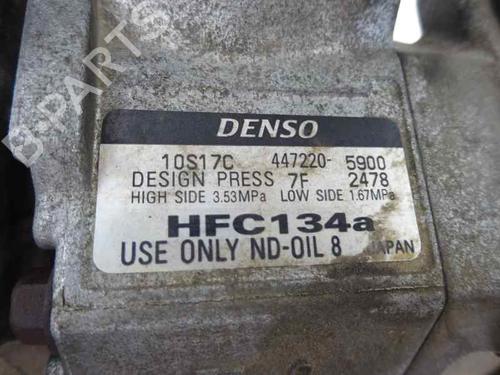 B-PARTS
DENSO
10S17C 447220- 5900
DESIGN PRESS 7F 2478
HIGH SIDE 3.53MPa LOW SIDE 1.67MPa
HFC134a
USE ONLY ND-OIL 8 JAPAN